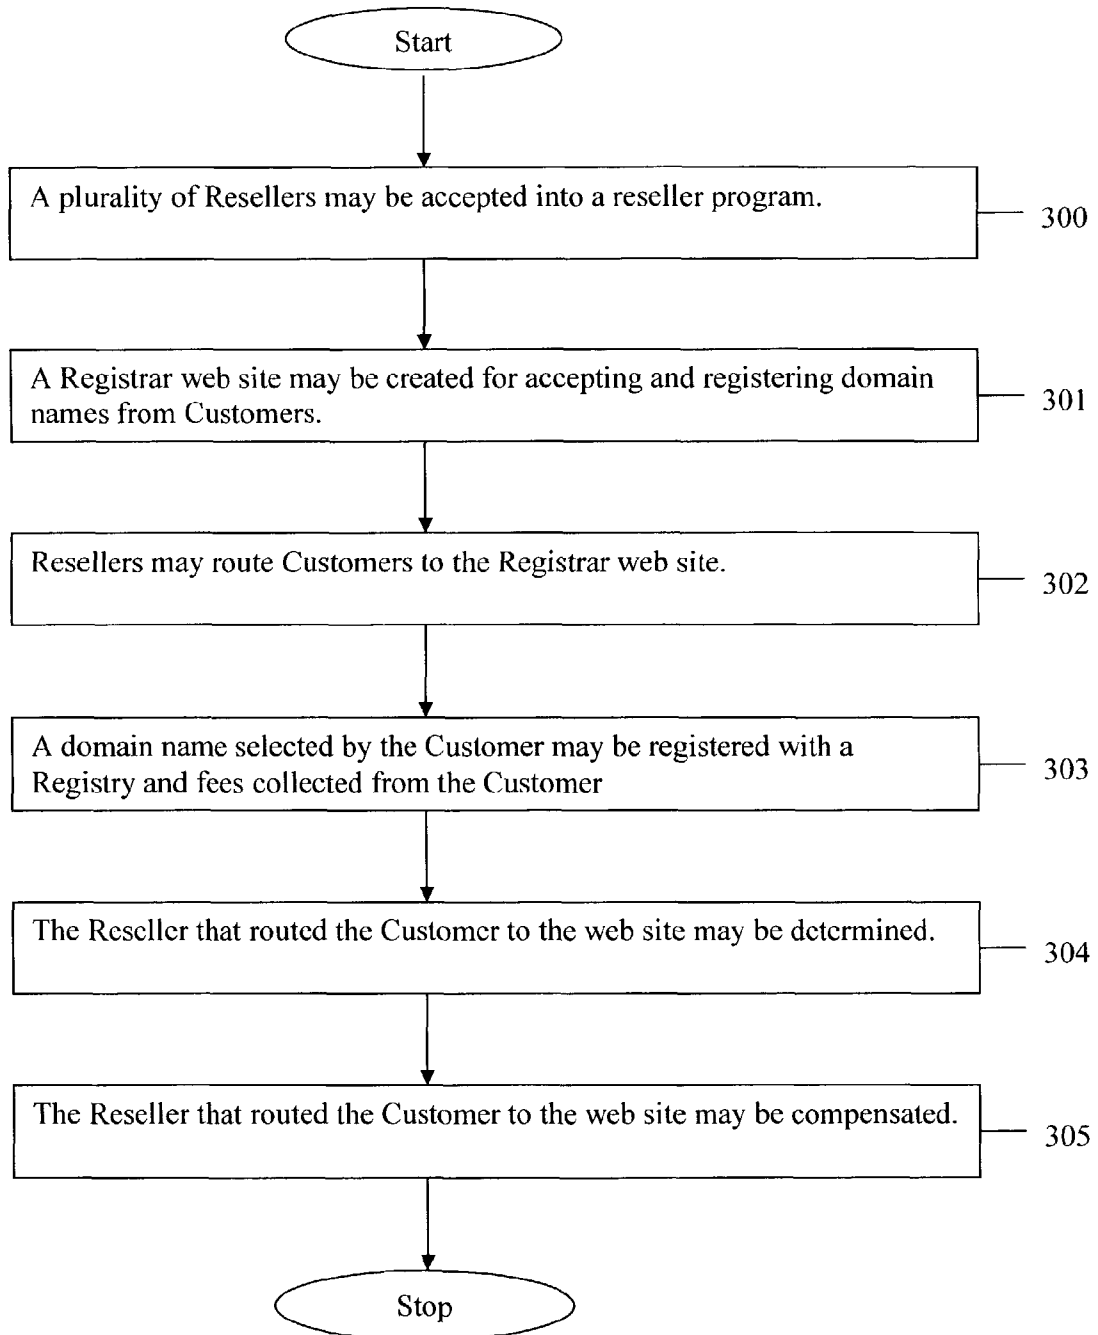 Start
A plurality of Resellers may be accepted into a reseller program.
300
A Registrar web site may be created for accepting and registering domain
names from Customers.
301
Resellers may route Customers to the Registrar web site.
302
A domain name selected by the Customer may be registered with a
Registry and fees collected from the Customer
303
The Reseller that routed the Customer to the web site may be determined.
304
The Reseller that routed the Customer to the web site may be compensated.
305
Stop